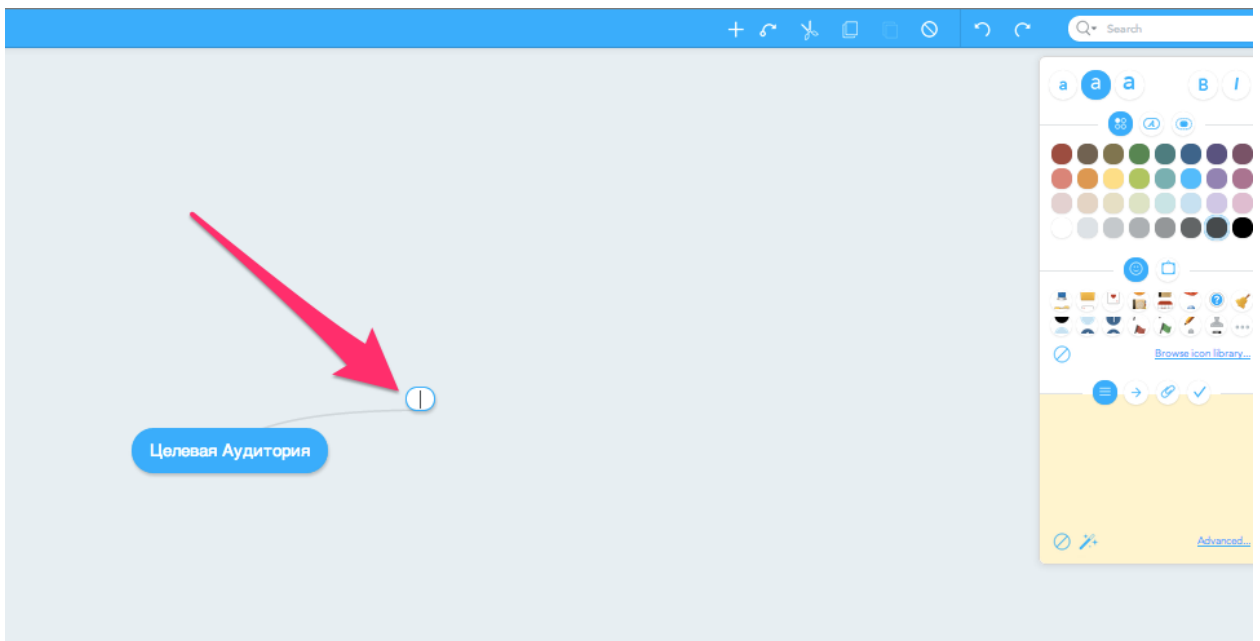 Search
a a a B I
Browse icon library...
Целевая Аудитория
Advanced...